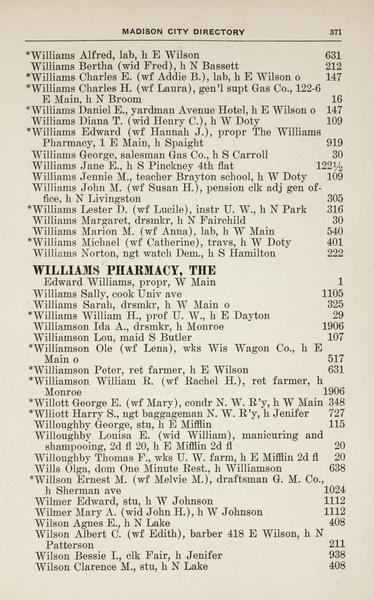 MADISON CITY DIRECTORY 371
*Williams Alfred, lab, h E Wilson 631
Williams Bertha (wid Fred), h N Bassett 212
*Williams Charles E. (wf Addie B.), lab, h E Wilson o 147
*Williams Charles H. (wf Laura), gen'l supt Gas Co., 122-6
E Main, h N Broom 16
*Williams Daniel E., yardman Avenue Hotel, h E Wilson o 147
Williams Diana T. (wid Henry C.), h W Doty 109
*Williams Edward (wf Hannah J.), propr The Williams
Pharmacy, 1 E Main, h Spaight 919
Williams George, salesman Gas Co., h S Carroll 30
Williams Jane E., h S Pinckney 4th flat 122½
Williams Jennie M., teacher Brayton school, h W Doty 109
Williams John M. (wf Susan H.), pension clk adj gen of-
fice, h N Livingston 305
*Williams Lester D. (wf Lucile), instr U. W., h N Park 316
Williams Margaret, drsmkr, h N Fairchild 30
Williams Marion M. (wf Anna), lab, h W Main 540
*Williams Michael (wf Catherine), travs, h W Doty 401
Williams Norton, ngt watch Dem., h S Hamilton 222
WILLIAMS PHARMACY, THE
Edward Williams, propr, W Main 1
Williams Sally, cook Univ ave 1105
Williams Sarah, drsmkr, h W Main o 325
*Williams William H., prof U. W., h E Dayton 29
Williamson Ida A., drsmkr, h Monroe 1906
Williamson Lou, maid S Butler 107
*Williamson Ole (wf Lena), wks Wis Wagon Co., h E
Main o 517
*Williamson Peter, ret farmer, h E Wilson 631
*Williamson William R. (wf Rachel H.), ret farmer, h
Monroe 1906
*Willott George E. (wf Mary), condr N. W. R'y, h W Main 348
*Wlliott Harry S., ngt baggageman N. W. R'y, h Jenifer 727
Willoughby George, stu, h E Mifflin 115
Willoughby Louisa E. (wid William), manicuring and
shampooing, 2d fl 20, h E Mifflin 2d fl 20
Willoughby Thomas F., wks U. W. farm, h E Mifflin 2d fl 20
Wills Olga, dom One Minute Rest., h Williamson 638
*Willson Ernest M. (wf Melvie M.), draftsman G. M. Co.,
h Sherman ave 1024
Wilmer Edward, stu, h W Johnson 1112
Wilmer Mary A. (wid John H.), h W Johnson 1112
Wilson Agnes E., h N Lake 408
Wilson Albert C. (wf Edith), barber 418 E Wilson, h N
Patterson 211
Wilson Bessie I., clk Fair, h Jenifer 938
Wilson Clarence M., stu, h N Lake 408